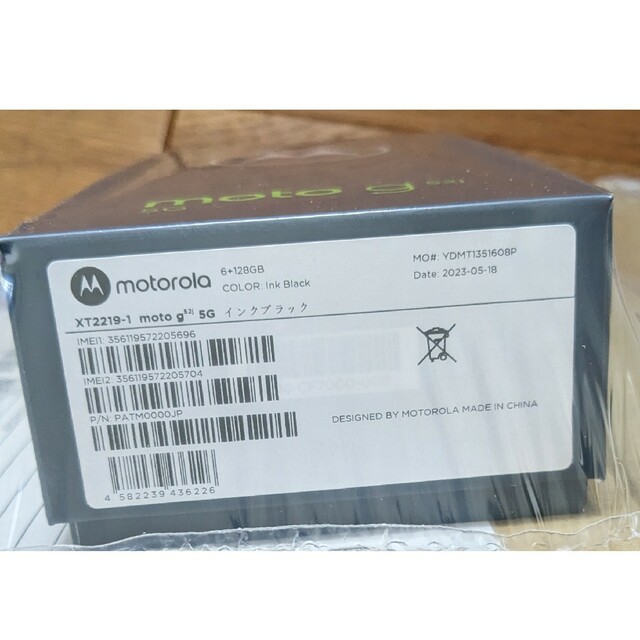 moto g 52j
5G
motorola
6+128GB
COLOR: Ink Black
MO#: YDMT1351608P
Date: 2023-05-18
XT2219-1 moto g52j 5G インクブラック
IMEI1: 356119572205696
IMEI2: 356119572205704
P/N: PATM0000JP
DESIGNED BY MOTOROLA MADE IN CHINA
4 582239 436226